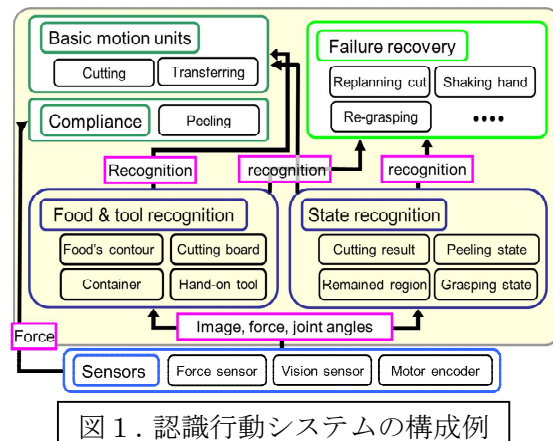 Basic motion units
Cutting
Transferring
Failure recovery
Replanning cut
Shaking hand
Re-grasping
••••
Compliance
Peeling
Recognition
recognition
recognition
Food & tool recognition
Food's contour
Cutting board
Container
Hand-on tool
State recognition
Cutting result
Peeling state
Remained region
Grasping state
Image, force, joint angles
Force
Sensors
Force sensor
Vision sensor
Motor encoder
図1. 認識行動システムの構成例